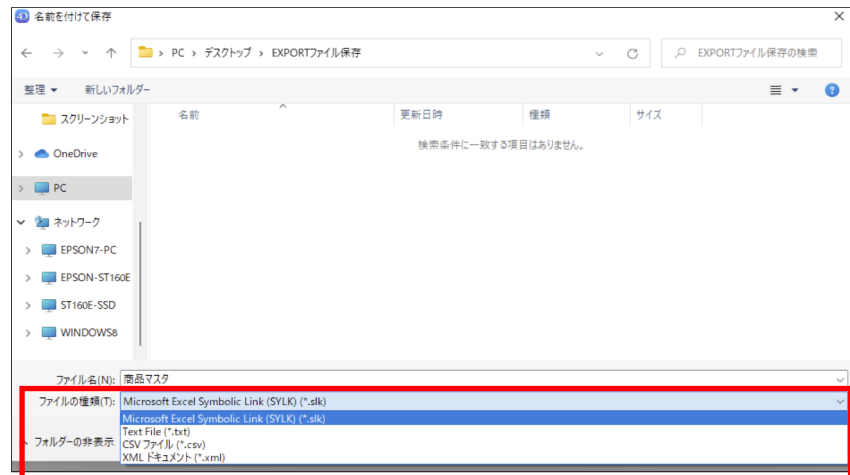 名前を付けて保存
PC > デスクトップ > EXPORTファイル保存
EXPORTファイル保存の検索
整理 新しいフォルダー
名前 更新日時 種類 サイズ
検索条件に一致する項目はありません。
スクリーンショット
OneDrive
PC
ネットワーク
EPSON7-PC
EPSON-ST160E
ST160E-SSD
WINDOWS8
ファイル名(N): 商品マスタ
ファイルの種類(T): Microsoft Excel Symbolic Link (SYLK) (*.slk)
Microsoft Excel Symbolic Link (SYLK) (*.slk)
Text File (*.txt)
CSV ファイル (*.csv)
XML ドキュメント (*.xml)
フォルダーの非表示